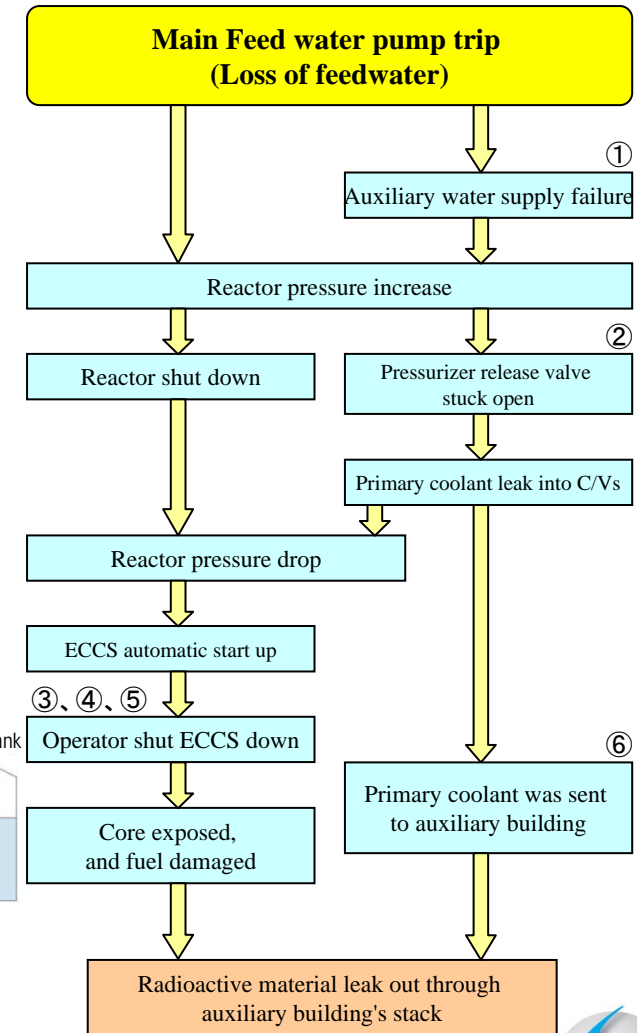 Main Feed water pump trip
(Loss of feedwater)
①
Auxiliary water supply failure
Reactor pressure increase
②
Reactor shut down
Pressurizer release valve
stuck open
Primary coolant leak into C/Vs
Reactor pressure drop
ECCS automatic start up
③、④、⑤
ank
Operator shut ECCS down
⑥
Primary coolant was sent
to auxiliary building
Core exposed,
and fuel damaged
Radioactive material leak out through
auxiliary building's stack